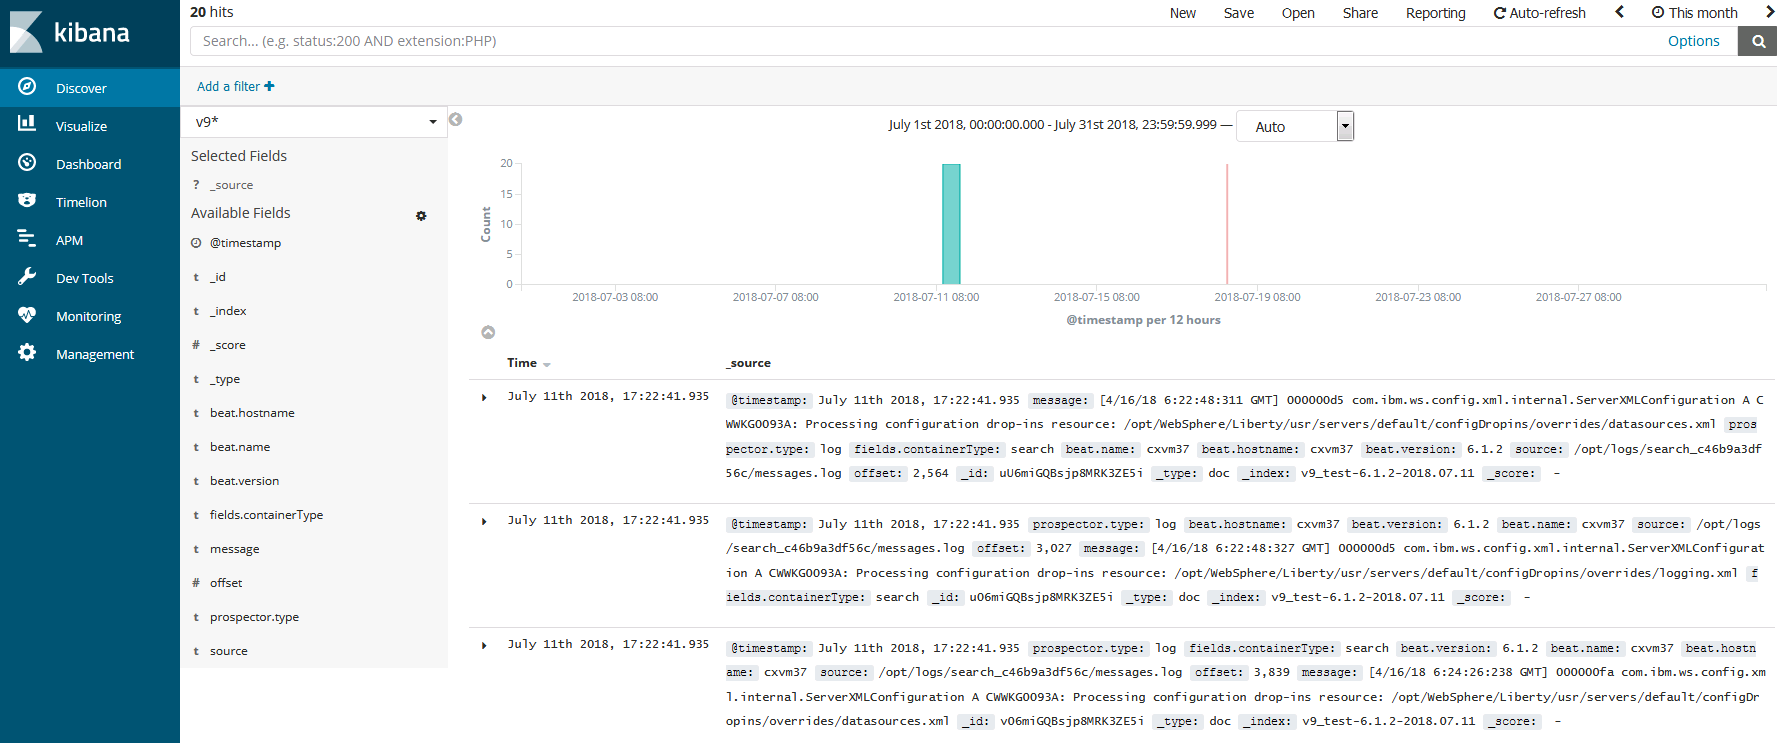 kibana
Discover
Visualize
Dashboard
Timelion
APM
Dev Tools
Monitoring
Management
20 hits
New Save Open Share Reporting Auto-refresh This month
Search... (e.g. status:200 AND extension:PHP)
Options
Add a filter
v9*
Selected Fields
? _source
Available Fields
@timestamp
t _id
t _index
# _score
t _type
t beat.hostname
t beat.name
t beat.version
t fields.containerType
t message
# offset
t prospector.type
t source
July 1st 2018, 00:00:00.000 - July 31st 2018, 23:59:59.999 — Auto
Count
20
15
10
5
0
2018-07-03 08:00 2018-07-07 08:00 2018-07-11 08:00 2018-07-15 08:00 2018-07-19 08:00 2018-07-23 08:00 2018-07-27 08:00
@timestamp per 12 hours
Time _source
July 11th 2018, 17:22:41.935
@timestamp: July 11th 2018, 17:22:41.935 message: [4/16/18 6:22:48:311 GMT] 000000d5 com.ibm.ws.config.xml.internal.ServerXMLConfiguration A C
WWKG0093A: Processing configuration drop-ins resource: /opt/WebSphere/Liberty/usr/servers/default/configDropins/overrides/datasources.xml pros
pector.type: log fields.containerType: search beat.name: cxvm37 beat.hostname: cxvm37 beat.version: 6.1.2 source: /opt/logs/search_c46b9a3df
56c/messages.log offset: 2,564 _id: uU6miGQBsjp8MRK3ZE5i _type: doc _index: v9_test-6.1.2-2018.07.11 _score: -
July 11th 2018, 17:22:41.935
@timestamp: July 11th 2018, 17:22:41.935 prospector.type: log beat.hostname: cxvm37 beat.version: 6.1.2 beat.name: cxvm37 source: /opt/logs
/search_c46b9a3df56c/messages.log offset: 3,027 message: [4/16/18 6:22:48:327 GMT] 000000d5 com.ibm.ws.config.xml.internal.ServerXMLConfigurat
ion A CWWKG0093A: Processing configuration drop-ins resource: /opt/WebSphere/Liberty/usr/servers/default/configDropins/overrides/logging.xml f
ields.containerType: search _id: uO6miGQBsjp8MRK3ZE5i _type: doc _index: v9_test-6.1.2-2018.07.11 _score: -
July 11th 2018, 17:22:41.935
@timestamp: July 11th 2018, 17:22:41.935 prospector.type: log fields.containerType: search beat.version: 6.1.2 beat.name: cxvm37 beat.hostn
ame: cxvm37 source: /opt/logs/search_c46b9a3df56c/messages.log offset: 3,839 message: [4/16/18 6:24:26:238 GMT] 000000fa com.ibm.ws.config.xm
l.internal.ServerXMLConfiguration A CWWKG0093A: Processing configuration drop-ins resource: /opt/WebSphere/Liberty/usr/servers/default/configDr
opins/overrides/datasources.xml _id: vO6miGQBsjp8MRK3ZE5i _type: doc _index: v9_test-6.1.2-2018.07.11 _score: -